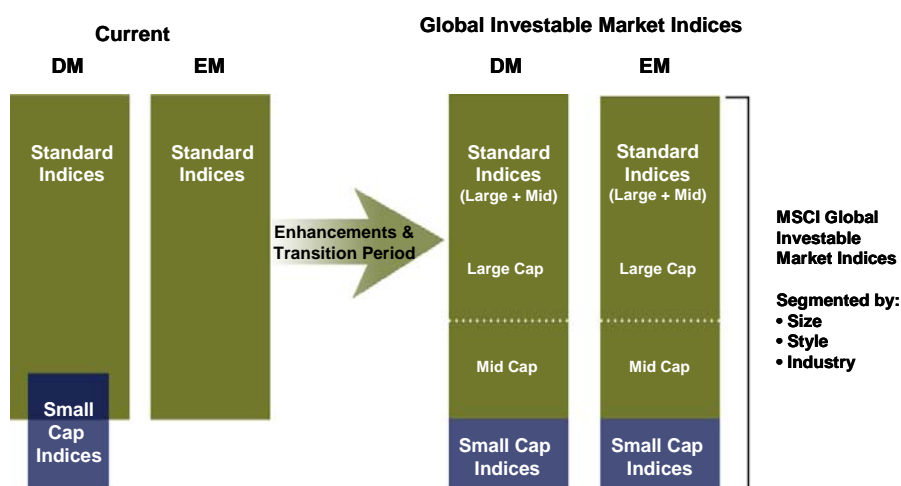 Current
Global Investable Market Indices
DM
EM
DM
EM
Standard
Indices
Standard
Indices
Small
Cap
Indices
Enhancements &
Transition Period
Standard
Indices
(Large + Mid)
Large Cap
Mid Cap
Small Cap
Indices
Standard
Indices
(Large + Mid)
Large Cap
Mid Cap
Small Cap
Indices
MSCI Global
Investable
Market Indices
Segmented by:
• Size
• Style
• Industry